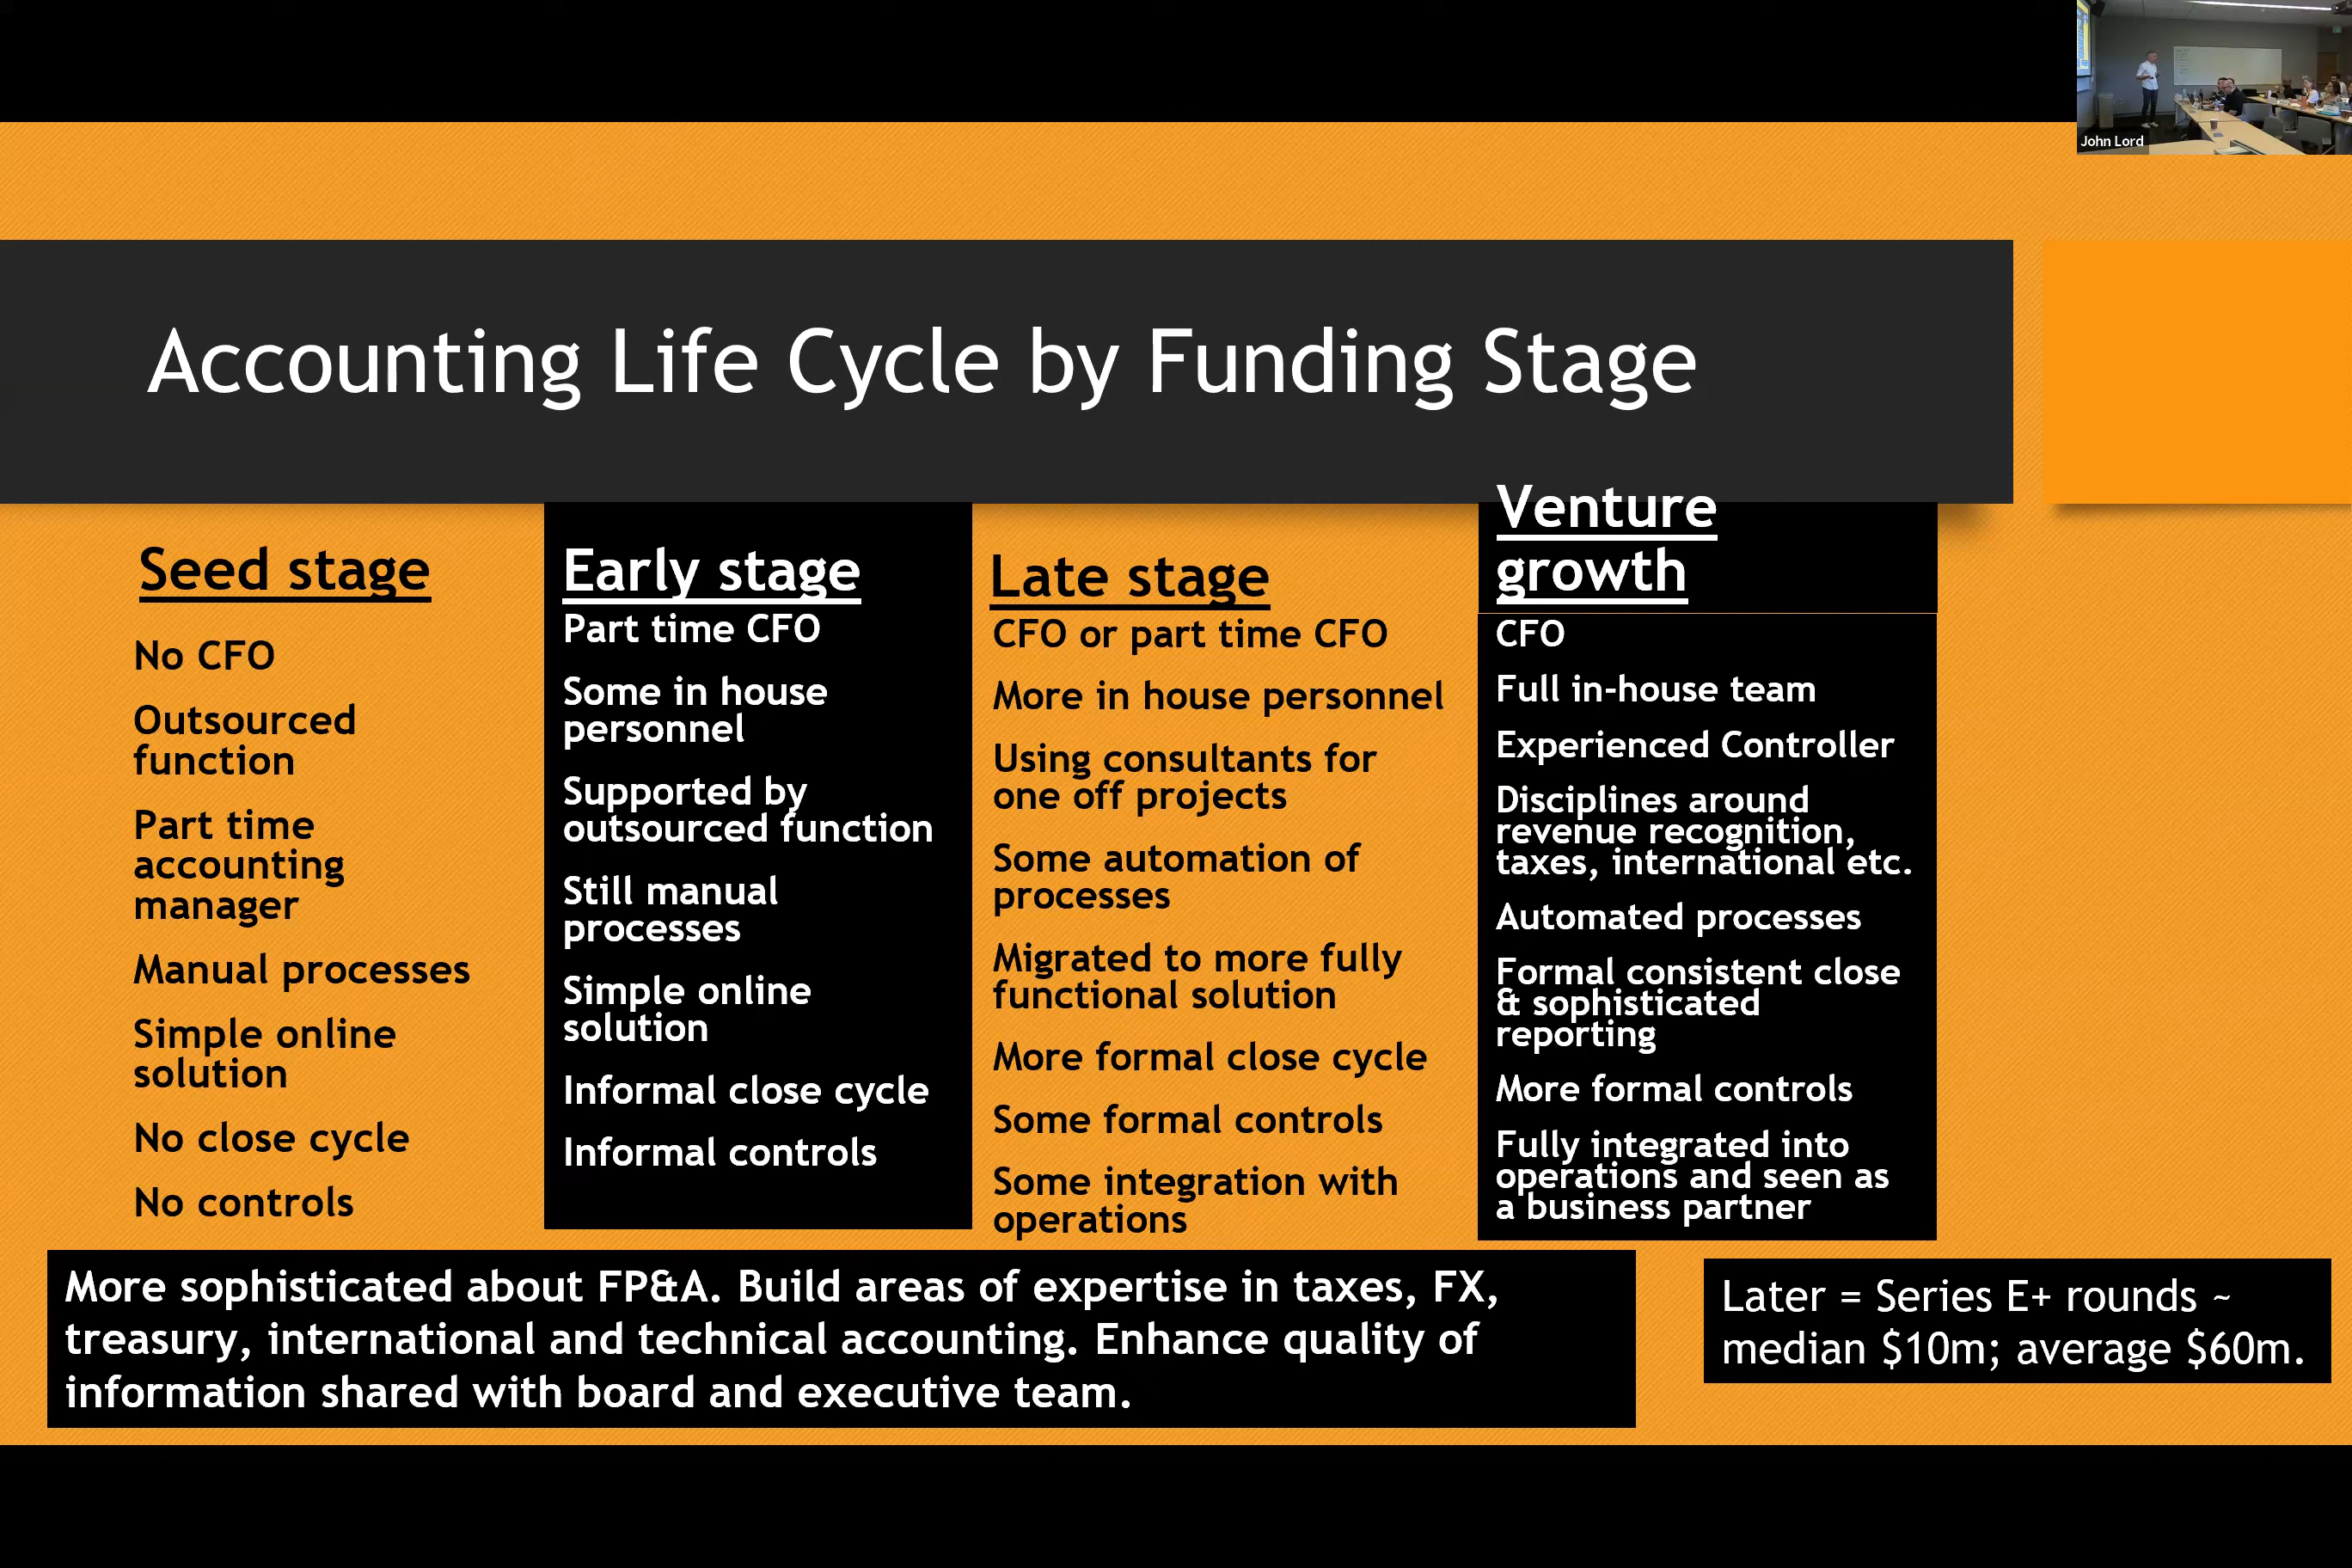 John Lord
Accounting Life Cycle by Funding Stage
Seed stage
No CFO
Outsourced
function
Part time
accounting
manager
Manual processes
Simple online
solution
No close cycle
No controls
Early stage
Part time CFO
Some in house
personnel
Supported by
outsourced function
Still manual
processes
Simple online
solution
Informal close cycle
Informal controls
Late stage
CFO or part time CFO
More in house personnel
Using consultants for
one off projects
Some automation of
processes
Migrated to more fully
functional solution
More formal close cycle
Some formal controls
Some integration with
operations
Venture
growth
CFO
Full in-house team
Experienced Controller
Disciplines around
revenue recognition,
taxes, international etc.
Automated processes
Formal consistent close
& sophisticated
reporting
More formal controls
Fully integrated into
operations and seen as
a business partner
More sophisticated about FP&A. Build areas of expertise in taxes, FX,
treasury, international and technical accounting. Enhance quality of
information shared with board and executive team.
Later = Series E+ rounds ~
median $10m; average $60m.